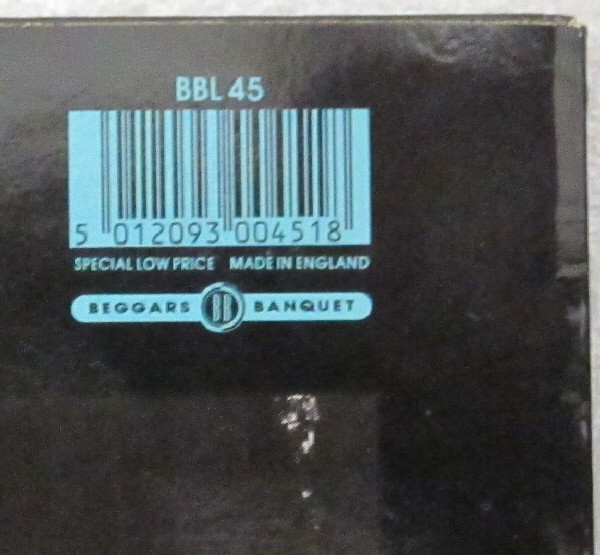 BBL 45
5 012093 004518
SPECIAL LOW PRICE MADE IN ENGLAND
BEGGARS BB BANQUET